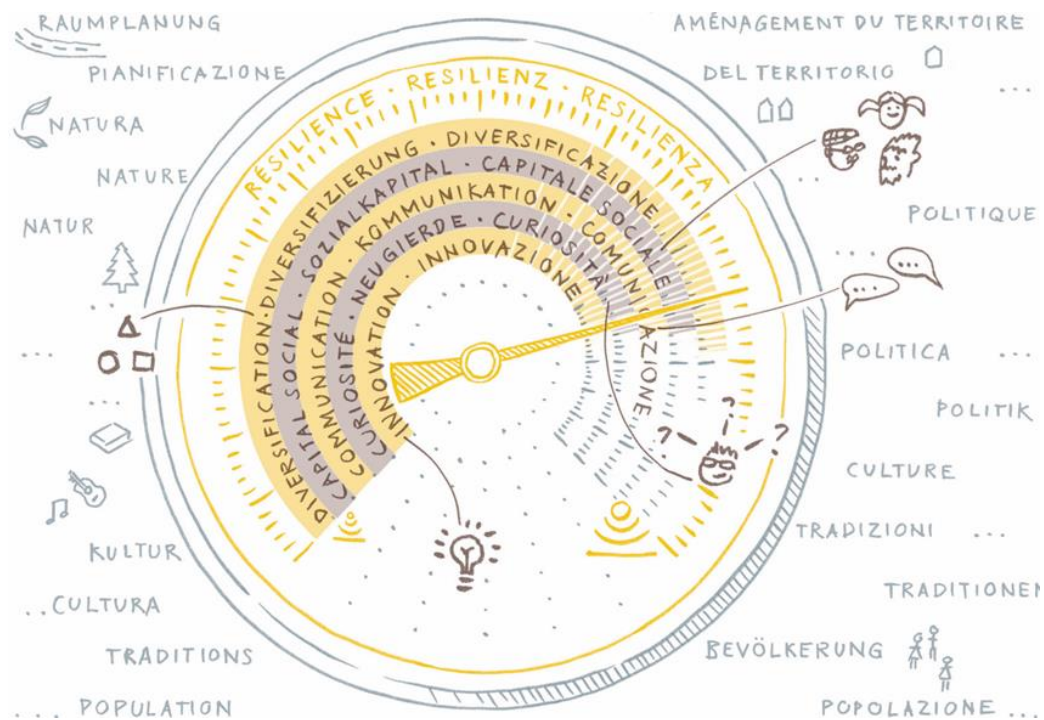 RAUMPLANUNG
AMÉNAGEMENT DU TERRITOIRE
PIANIFICAZIONE
DEL TERRITORIO
...
NATURA
NATURE
..
POLITIQUE
NATUR
....
..
...
POLITICA ...
...
POLITIK
CULTURE
TRADIZIONI ...
KULTUR
TRADITIONEN
..CULTURA
TRADITIONS
BEVÖLKERUNG
... POPULATION
POPOLAZIONE ...
RÉSILIENCE · RESILIENZ · RESILIENZA
DIVERSIFICATION · DIVERSIFIZIERUNG · DIVERSIFICAZIONE
CAPITAL SOCIAL · SOZIALKAPITAL · CAPITALE SOCIALE
COMMUNICATION · KOMMUNIKATION · COMUNICAZIONE
CURIOSITÉ · NEUGIERDE · CURIOSITÀ
INNOVATION · INNOVAZIONE
...
...
? ? ?